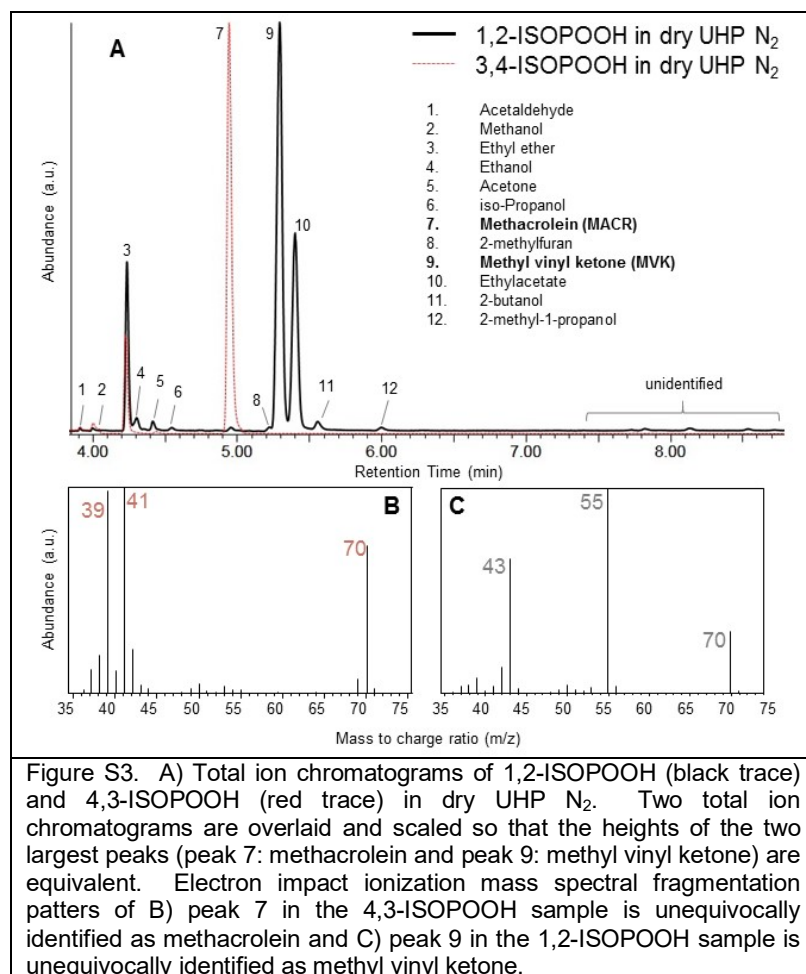 A
7
9
1,2-ISOPOOH in dry UHP N₂
3,4-ISOPOOH in dry UHP N₂
1. Acetaldehyde
2. Methanol
3. Ethyl ether
4. Ethanol
5. Acetone
6. iso-Propanol
7. Methacrolein (MACR)
8. 2-methylfuran
9. Methyl vinyl ketone (MVK)
10. Ethylacetate
11. 2-butanol
12. 2-methyl-1-propanol
Abundance (a.u.)
3
10
1 2 4 5 6 8 11 12
unidentified
4.00 5.00 6.00 7.00 8.00
Retention Time (min)
B
39 41 70
C
55
43
70
Abundance (a.u.)
35 40 45 50 55 60 65 70 75
35 40 45 50 55 60 65 70 75
Mass to charge ratio (m/z)
Figure S3. A) Total ion chromatograms of 1,2-ISOPOOH (black trace)
and 4,3-ISOPOOH (red trace) in dry UHP N₂. Two total ion
chromatograms are overlaid and scaled so that the heights of the two
largest peaks (peak 7: methacrolein and peak 9: methyl vinyl ketone) are
equivalent. Electron impact ionization mass spectral fragmentation
patters of B) peak 7 in the 4,3-ISOPOOH sample is unequivocally
identified as methacrolein and C) peak 9 in the 1,2-ISOPOOH sample is
unequivocally identified as methyl vinyl ketone.